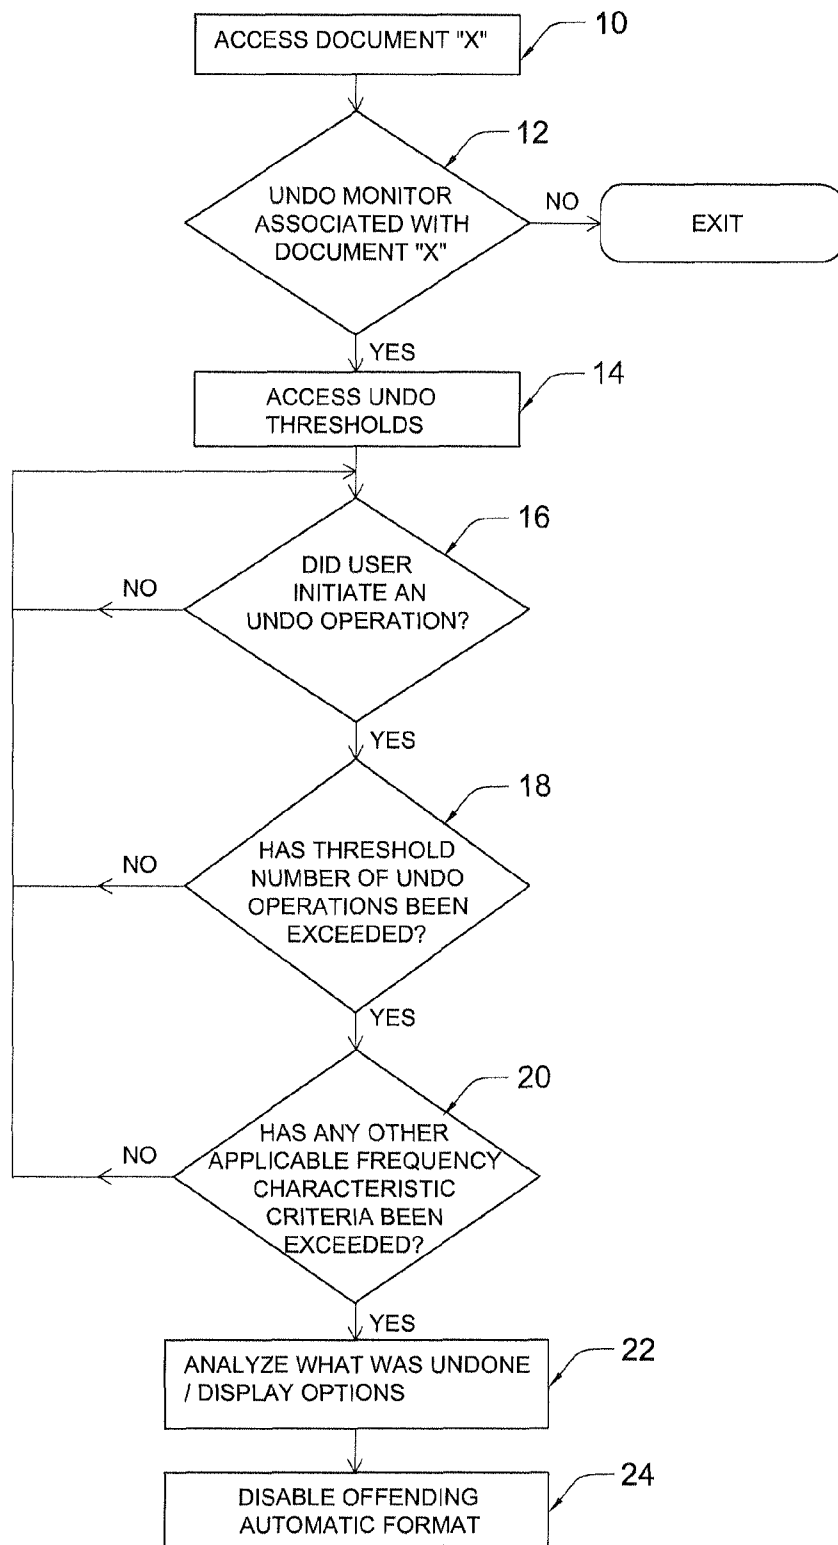 ACCESS DOCUMENT "X"
10
12
UNDO MONITOR
ASSOCIATED WITH
DOCUMENT "X"
NO
EXIT
YES
14
ACCESS UNDO
THRESHOLDS
16
DID USER
INITIATE AN
UNDO OPERATION?
NO
YES
18
HAS THRESHOLD
NUMBER OF UNDO
OPERATIONS BEEN
EXCEEDED?
NO
YES
20
HAS ANY OTHER
APPLICABLE FREQUENCY
CHARACTERISTIC
CRITERIA BEEN
EXCEEDED?
NO
YES
22
ANALYZE WHAT WAS UNDONE
/ DISPLAY OPTIONS
24
DISABLE OFFENDING
AUTOMATIC FORMAT